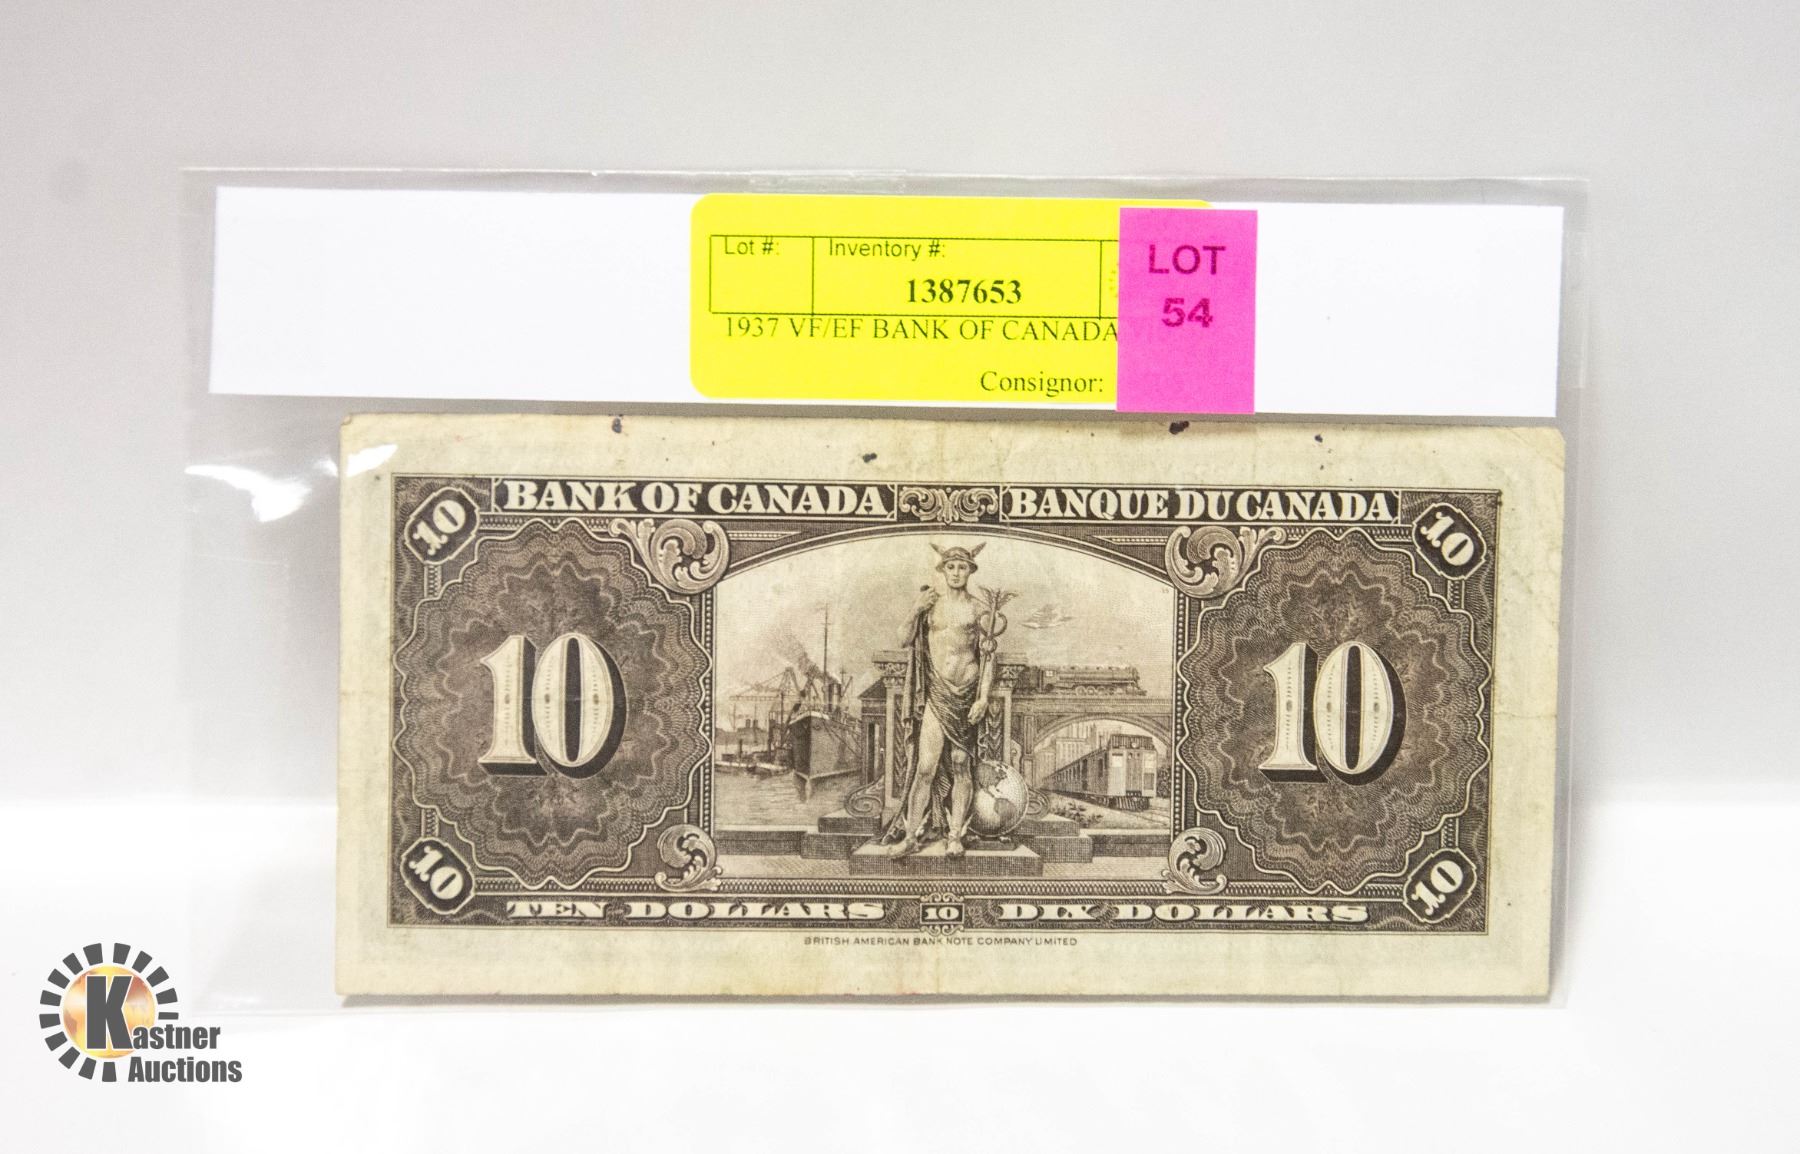 Lot #: Inventory #:
1387653
1937 VF/EF BANK OF CANADA
Consignor:
LOT
54
BANK OF CANADA BANQUE DU CANADA
10 10
10 10
10 10
TEN DOLLARS 10 DIX DOLLARS
BRITISH AMERICAN BANK NOTE COMPANY LIMITED
Kastner
Auctions